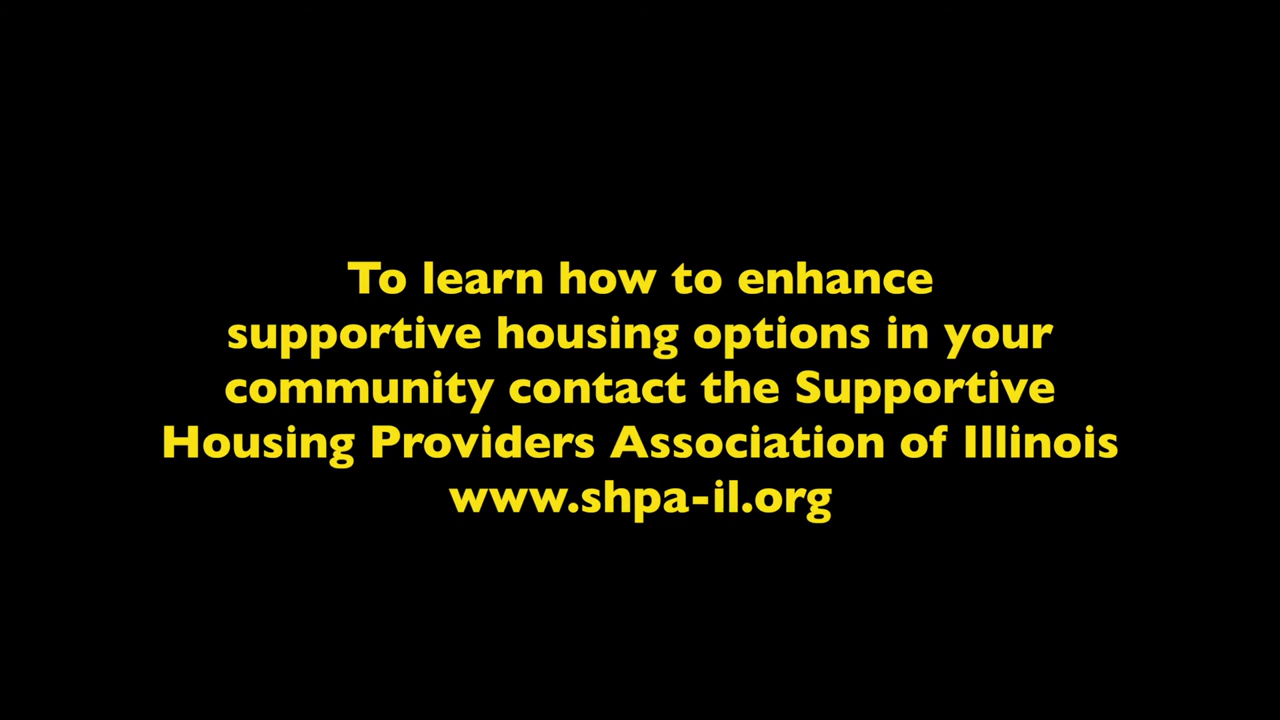 To learn how to enhance
supportive housing options in your
community contact the Supportive
Housing Providers Association of Illinois
www.shpa-il.org